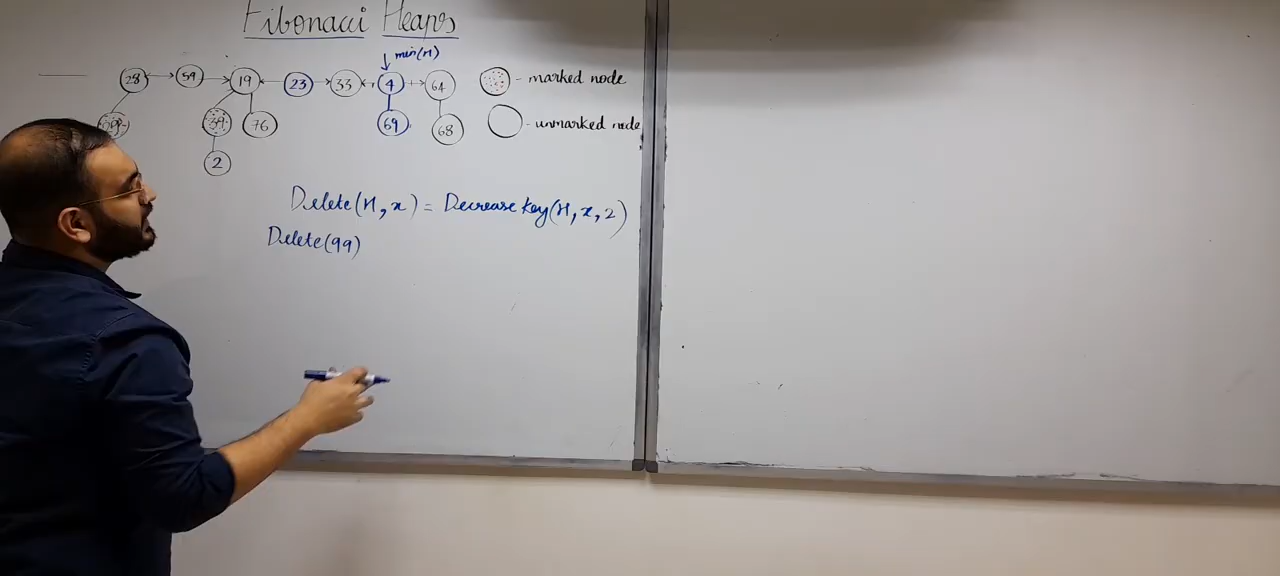 Fibonacci Heaps
min(H)
28 59 19 23 33 4 64 - marked node
39 76 69 68 - unmarked node
2
Delete(H, x) = Decrease key(H, x, 2)
Delete(99)